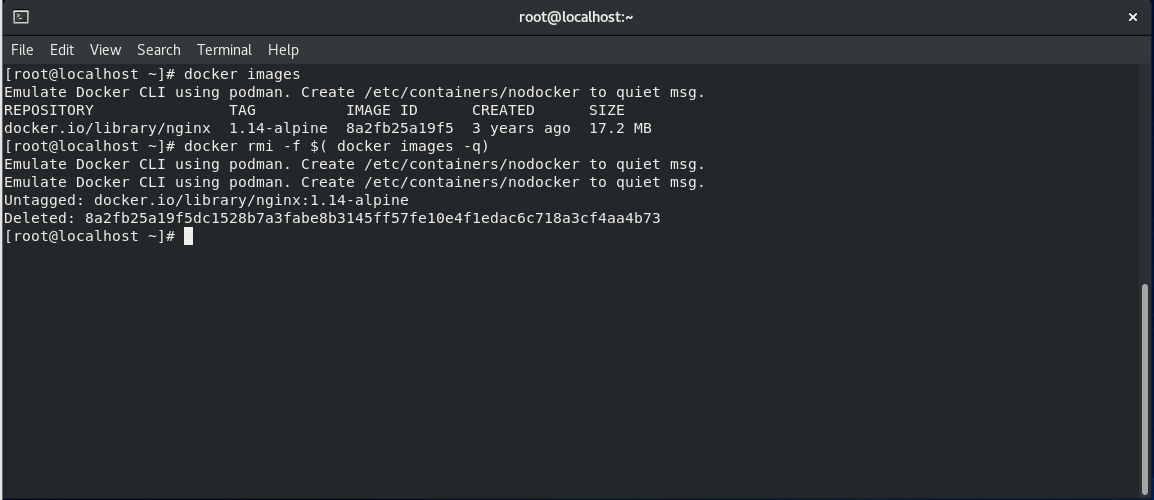 root@localhost:~
File Edit View Search Terminal Help
[root@localhost ~]# docker images
Emulate Docker CLI using podman. Create /etc/containers/nodocker to quiet msg.
REPOSITORY TAG IMAGE ID CREATED SIZE
docker.io/library/nginx 1.14-alpine 8a2fb25a19f5 3 years ago 17.2 MB
[root@localhost ~]# docker rmi -f $( docker images -q)
Emulate Docker CLI using podman. Create /etc/containers/nodocker to quiet msg.
Emulate Docker CLI using podman. Create /etc/containers/nodocker to quiet msg.
Untagged: docker.io/library/nginx:1.14-alpine
Deleted: 8a2fb25a19f5dc1528b7a3fabe8b3145ff57fe10e4f1edac6c718a3cf4aa4b73
[root@localhost ~]#